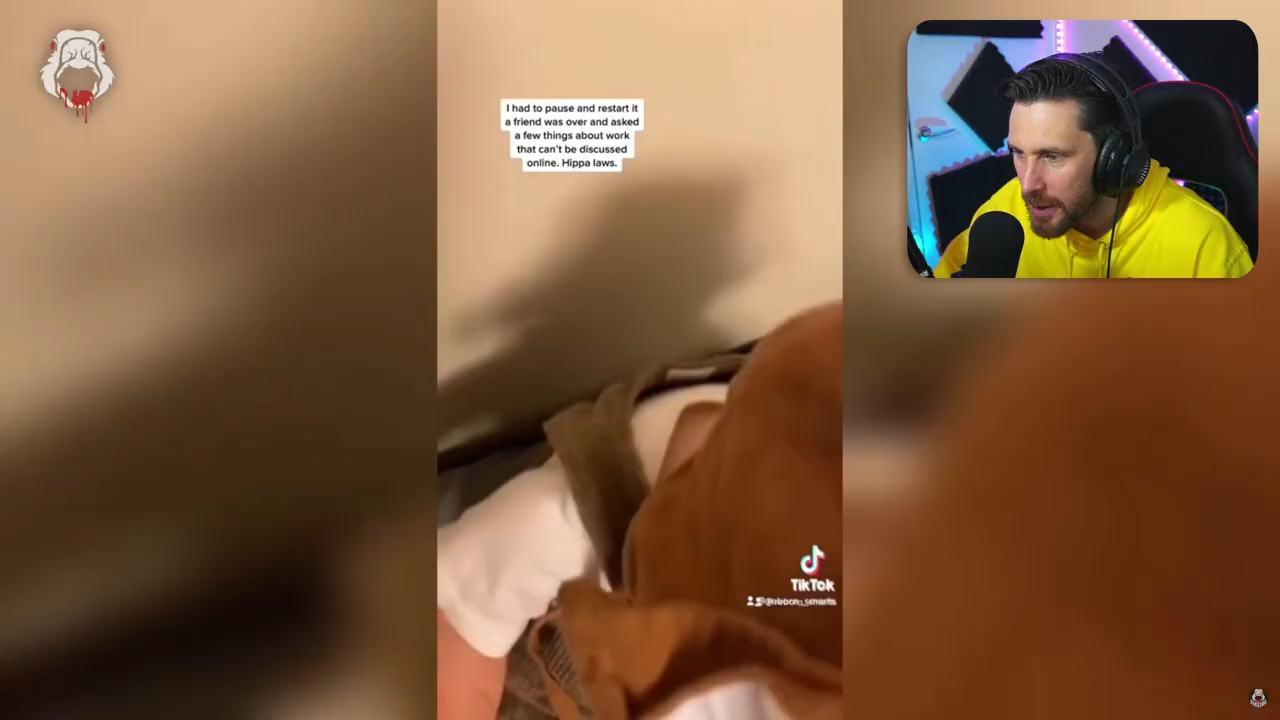 I had to pause and restart it
a friend was over and asked
a few things about work
that can't be discussed
online. Hippa laws.
TikTok